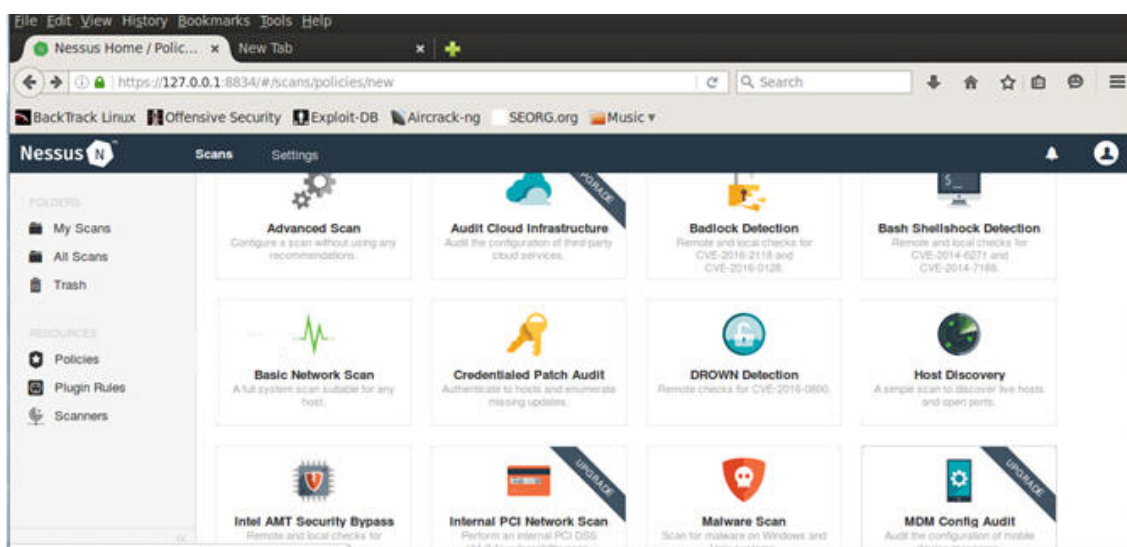 File Edit View History Bookmarks Tools Help
Nessus Home / Polic... × New Tab ×
https://127.0.0.1:8834/#/scans/policies/new Search
BackTrack Linux Offensive Security Exploit-DB Aircrack-ng SEORG.org Music
Nessus N Scans Settings
FOLDERS
My Scans
All Scans
Trash
RESOURCES
Policies
Plugin Rules
Scanners
Advanced Scan
Configure a scan without using any
recommendations.
UPGRADE
Audit Cloud Infrastructure
Audit the configuration of third-party
cloud services.
Badlock Detection
Remote and local checks for
CVE-2016-2118 and
CVE-2016-0128.
$_
Bash Shellshock Detection
Remote and local checks for
CVE-2014-6271 and
CVE-2014-7169.
Basic Network Scan
A full system scan suitable for any
host.
Credentialed Patch Audit
Authenticate to hosts and enumerate
missing updates.
DROWN Detection
Remote checks for CVE-2016-0800.
Host Discovery
A simple scan to discover live hosts
and open ports.
Intel AMT Security Bypass
Remote and local checks for
UPGRADE
Internal PCI Network Scan
Perform an internal PCI DSS
Malware Scan
Scan for malware on Windows and
UPGRADE
MDM Config Audit
Audit the configuration of mobile